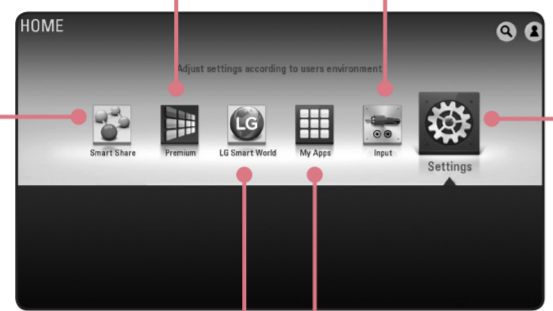 HOME
Adjust settings according to users environment
LG
Smart Share
Premium
LG Smart World
My Apps
Input
Settings